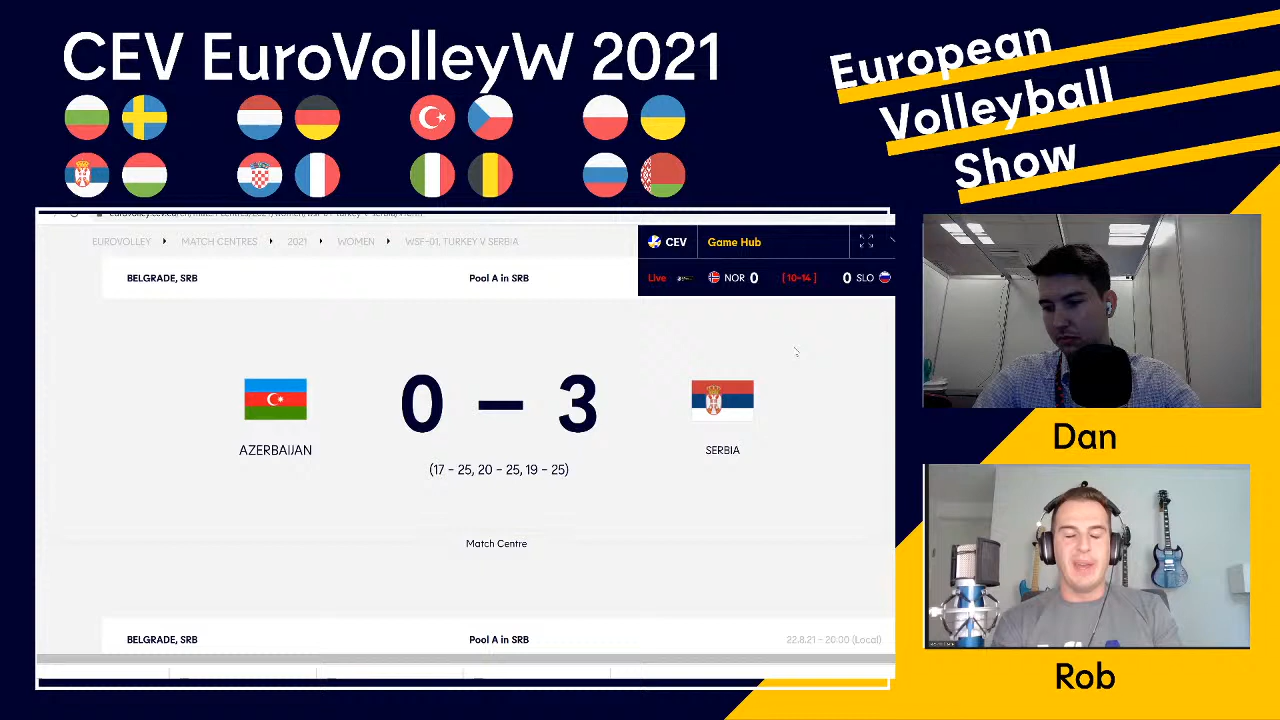 CEV EuroVolleyW 2021
European
Volleyball
Show
EUROVOLLEY
MATCH CENTRES
2021
WOMEN
WSF-01, TURKEY V SERBIA
CEV
Game Hub
BELGRADE, SRB
Pool A in SRB
Live
NOR 0
[ 10-14 ]
0 SLO
0 – 3
AZERBAIJAN
SERBIA
(17 - 25, 20 - 25, 19 - 25)
Match Centre
BELGRADE, SRB
Pool A in SRB
22.8.21 - 20:00 (Local)
Dan
Rob